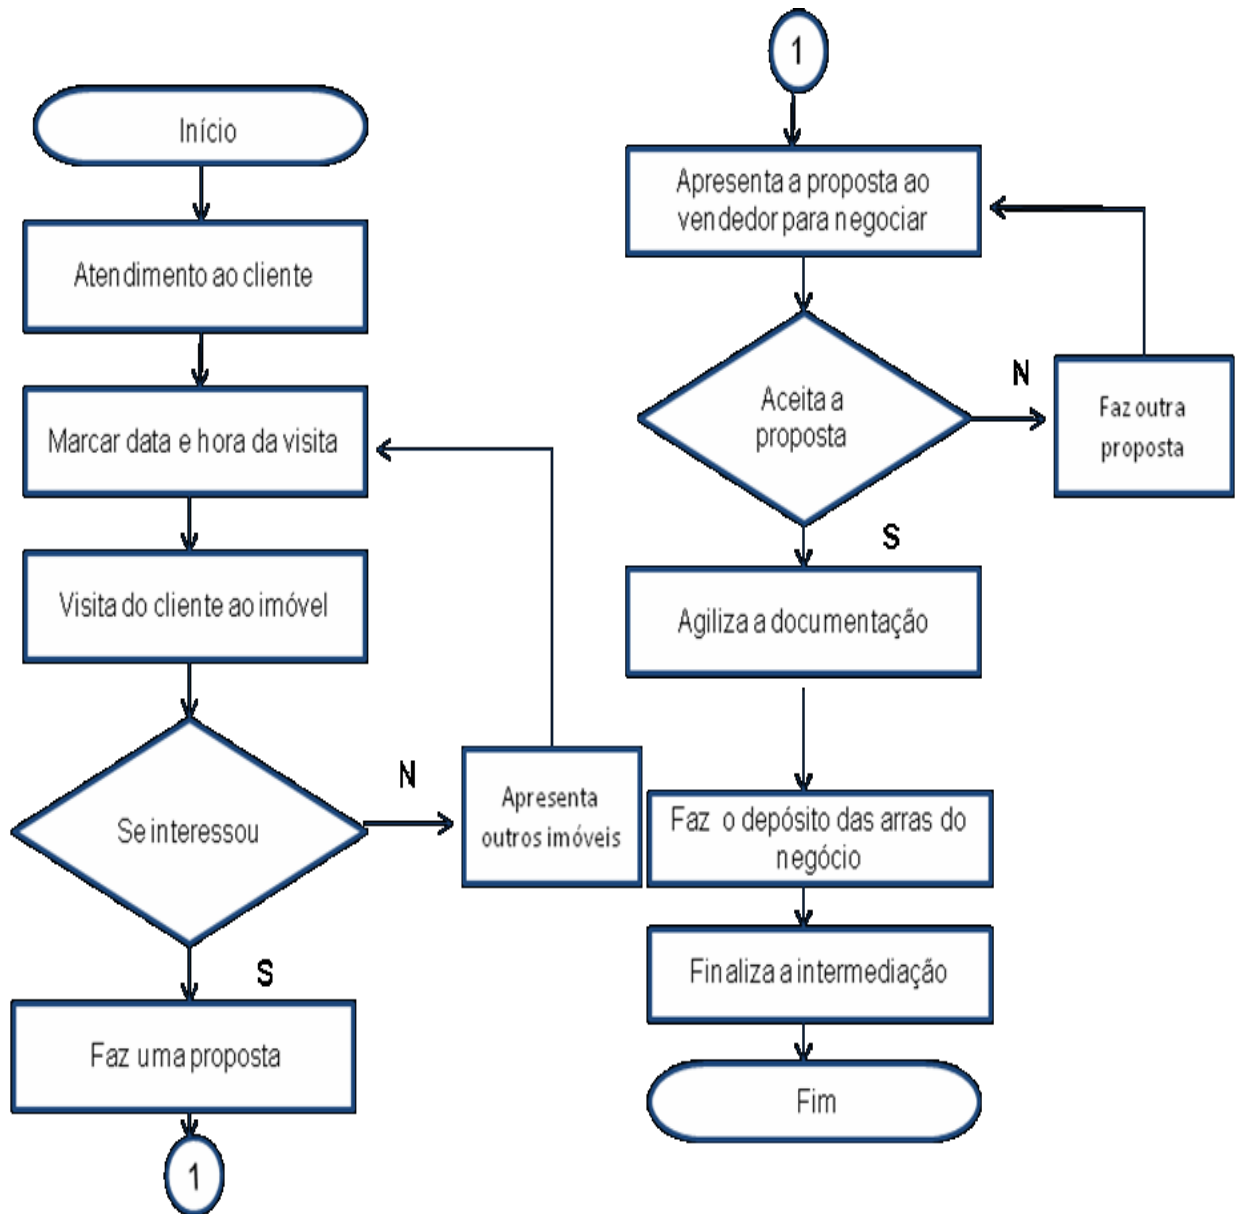 Início
Atendimento ao cliente
Marcar data e hora da visita
Visita do cliente ao imóvel
Se interessou
N
Apresenta
outros imóveis
S
Faz uma proposta
1
1
Apresenta a proposta ao
vendedor para negociar
Aceita a
proposta
N
Faz outra
proposta
S
Agiliza a documentação
Faz o depósito das arras do
negócio
Finaliza a intermediação
Fim